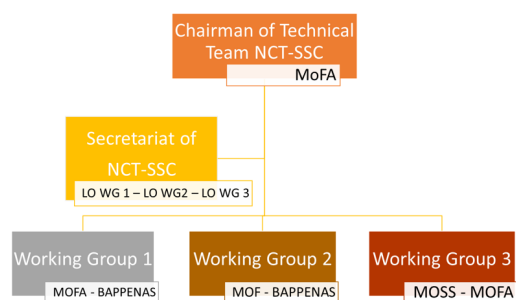 Chairman of Technical
Team NCT-SSC
MoFA
Secretariat of
NCT-SSC
LO WG 1 – LO WG2 – LO WG 3
Working Group 1
MOFA - BAPPENAS
Working Group 2
MOF - BAPPENAS
Working Group 3
MOSS - MOFA